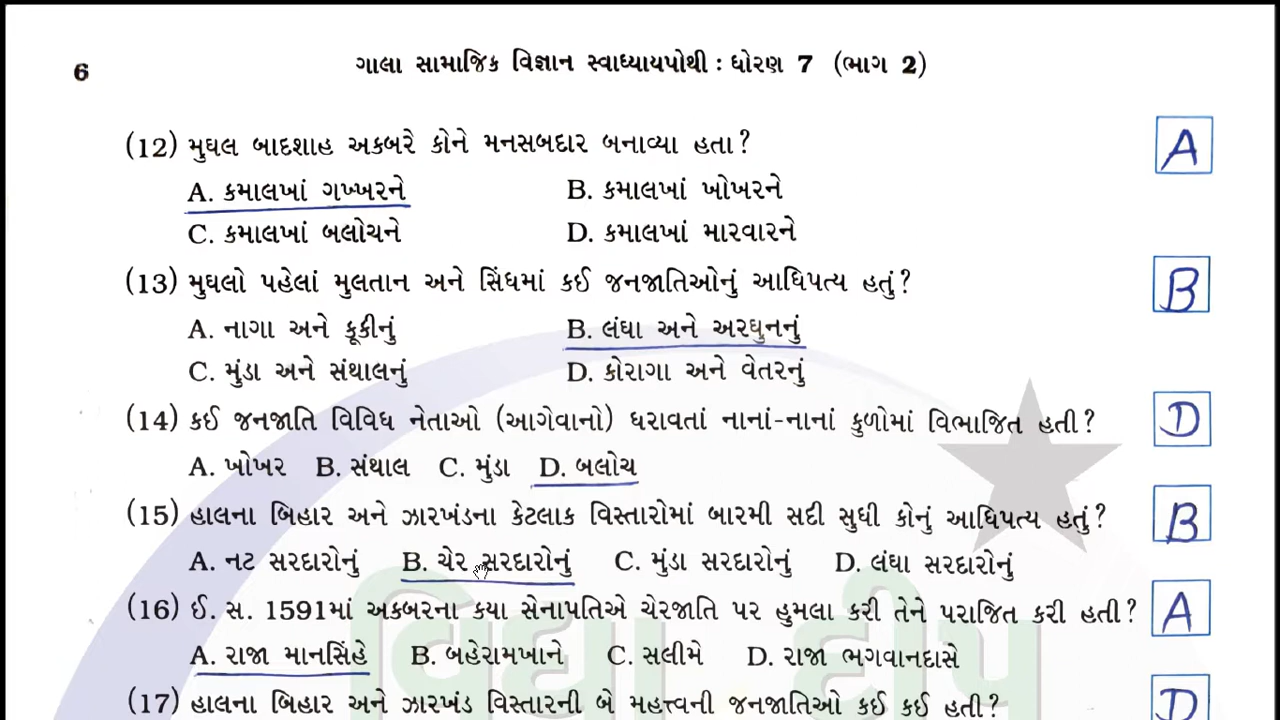 6
ગાલા સામાજિક વિજ્ઞાન સ્વાધ્યાયપોથી : ધોરણ 7 (ભાગ 2)
(12) મુઘલ બાદશાહ અકબરે કોને મનસબદાર બનાવ્યા હતા? A
A. કમાલખાં ગખ્ખરને B. કમાલખાં ખોખરને
C. કમાલખાં બલોચને D. કમાલખાં મારવારને
(13) મુઘલો પહેલાં મુલતાન અને સિંધમાં કઈ જનજાતિઓનું આધિપત્ય હતું? B
A. નાગા અને કૂકીનું B. લંઘા અને અરઘુનનું
C. મુંડા અને સંથાલનું D. કોરાગા અને વેતરનું
(14) કઈ જનજાતિ વિવિધ નેતાઓ (આગેવાનો) ધરાવતાં નાનાં-નાનાં કુળોમાં વિભાજિત હતી? D
A. ખોખર B. સંથાલ C. મુંડા D. બલોચ
(15) હાલના બિહાર અને ઝારખંડના કેટલાક વિસ્તારોમાં બારમી સદી સુધી કોનું આધિપત્ય હતું? B
A. નટ સરદારોનું B. ચેર સરદારોનું C. મુંડા સરદારોનું D. લંઘા સરદારોનું
(16) ઈ. સ. 1591માં અકબરના કયા સેનાપતિએ ચેરજાતિ પર હુમલા કરી તેને પરાજિત કરી હતી? A
A. રાજા માનસિંહે B. બહેરામખાને C. સલીમે D. રાજા ભગવાનદાસે
(17) હાલના બિહાર અને ઝારખંડ વિસ્તારની બે મહત્ત્વની જનજાતિઓ કઈ કઈ હતી? D
વિદ્યા દીપ